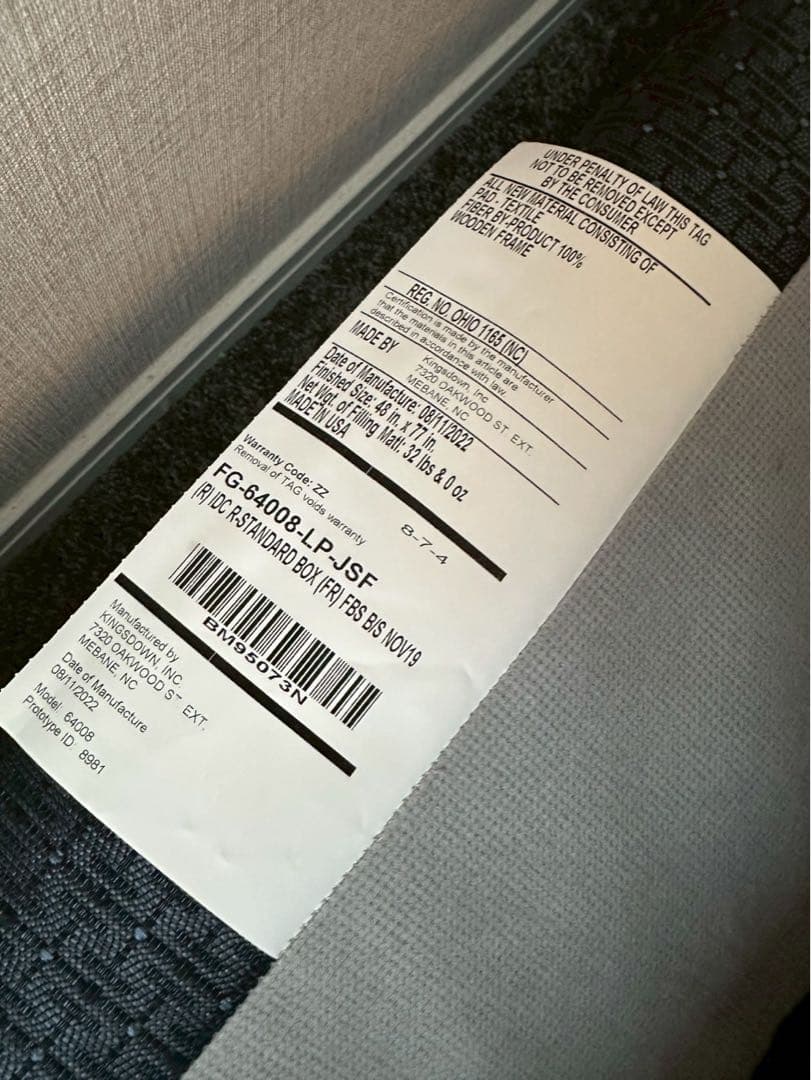 UNDER PENALTY OF LAW THIS TAG
NOT TO BE REMOVED EXCEPT
BY THE CONSUMER
ALL NEW MATERIAL CONSISTING OF
PAD - TEXTILE
FIBER BY-PRODUCT 100%
WOODEN FRAME
REG. NO. OHIO 1165 (NC)
Certification is made by the manufacturer
that the materials in this article are
described in accordance with law.
MADE BY
Kingsdown, Inc
7320 OAKWOOD ST. EXT.
MEBANE, NC
Date of Manufacture: 08/11/2022
Finished Size: 48 in. x 77 in.
Net Wgt. of Filling Matl: 32 lbs & 0 oz
MADE IN USA
Warranty Code: ZZ
Removal of TAG voids warranty
8-7-4
FG-64008-LP-JSF
(R) IDC R-STANDARD BOX (FR) FBS B/S NOV19
BM95073N
Manufactured by
KINGSDOWN, INC.
7320 OAKWOOD ST. EXT.
MEBANE, NC
Date of Manufacture
08/11/2022
Model: 64008
Prototype ID: 8981